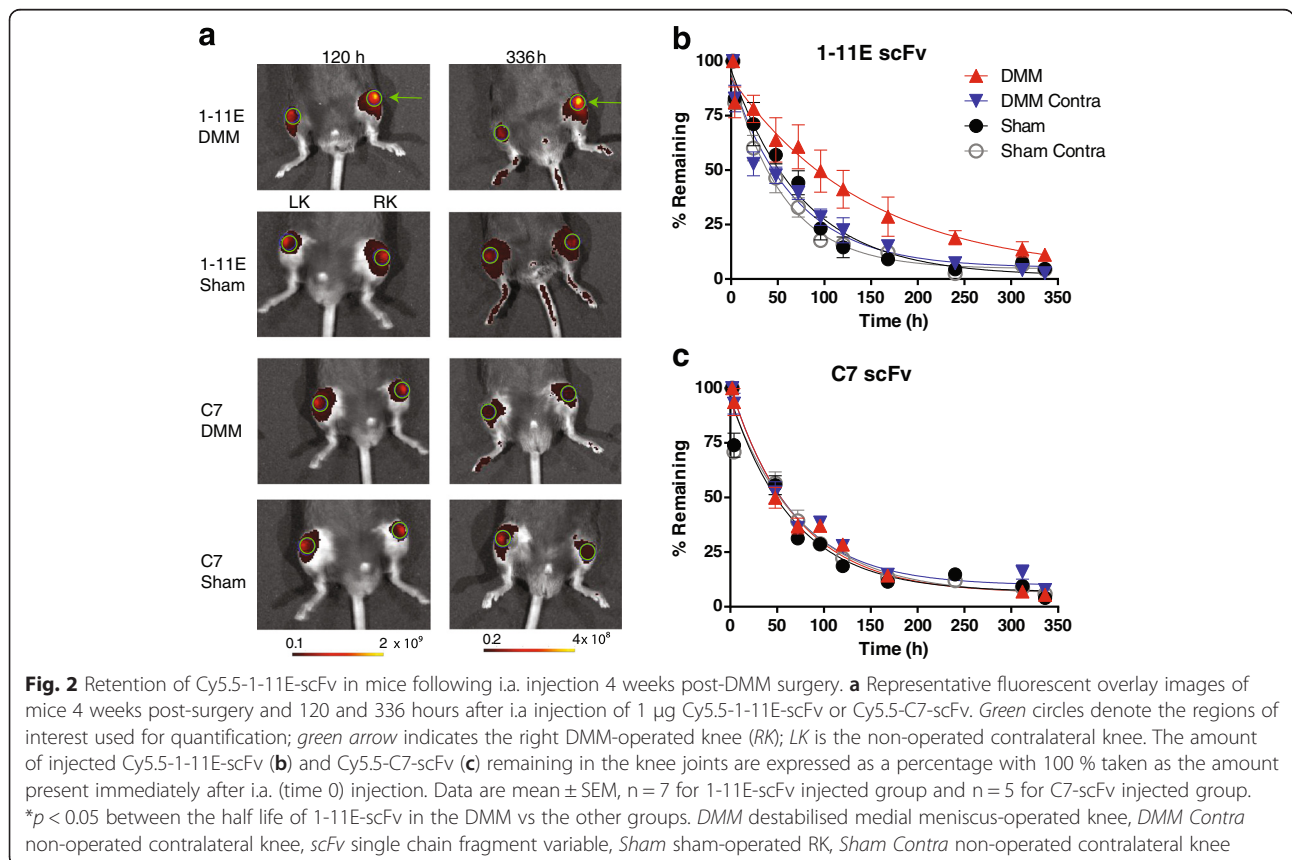 a
120 h
336 h
1-11E
DMM
LK
RK
1-11E
Sham
C7
DMM
C7
Sham
0.1
2 x 10⁹
0.2
4x 10⁸
b
1-11E scFv
DMM
DMM Contra
Sham
Sham Contra
% Remaining
100
75
50
25
0
0 50 100 150 200 250 300 350
Time (h)
c
C7 scFv
% Remaining
100
75
50
25
0
0 50 100 150 200 250 300 350
Time (h)
Fig. 2 Retention of Cy5.5-1-11E-scFv in mice following i.a. injection 4 weeks post-DMM surgery. a Representative fluorescent overlay images of
mice 4 weeks post-surgery and 120 and 336 hours after i.a injection of 1 μg Cy5.5-1-11E-scFv or Cy5.5-C7-scFv. Green circles denote the regions of
interest used for quantification; green arrow indicates the right DMM-operated knee (RK); LK is the non-operated contralateral knee. The amount
of injected Cy5.5-1-11E-scFv (b) and Cy5.5-C7-scFv (c) remaining in the knee joints are expressed as a percentage with 100 % taken as the amount
present immediately after i.a. (time 0) injection. Data are mean ± SEM, n = 7 for 1-11E-scFv injected group and n = 5 for C7-scFv injected group.
*p < 0.05 between the half life of 1-11E-scFv in the DMM vs the other groups. DMM destabilised medial meniscus-operated knee, DMM Contra
non-operated contralateral knee, scFv single chain fragment variable, Sham sham-operated RK, Sham Contra non-operated contralateral knee